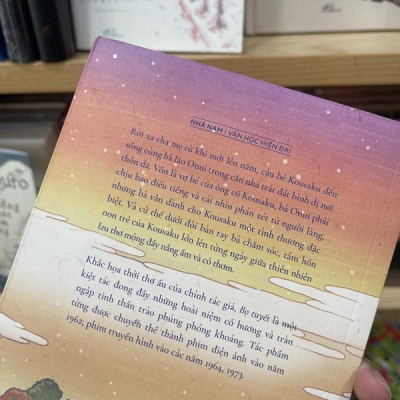 NHÃ NAM | VĂN HỌC HIỆN ĐẠI
Rời xa cha mẹ từ khi mới lên năm, cậu bé Kousaku đến
sống cùng bà lão Onui trong căn nhà trát đất bình dị nơi
thôn dã. Vốn là vợ bé của ông cố Kousaku, bà Onui phải
chịu bao điều tiếng và cái nhìn phán xét từ người làng,
nhưng bà vẫn dành cho Kousaku một tình thương đặc
biệt. Và cứ thế dưới đôi bàn tay bà chăm sóc, tâm hồn
non trẻ của Kousaku lớn lên từng ngày giữa thiên nhiên
Izu thơ mộng đầy nắng ấm và cỏ thơm.
Khắc họa thời thơ ấu của chính tác giả, Bọ tuyết là một
kiệt tác đong đầy những hoài niệm cố hương và tràn
ngập tinh thần trào phúng phóng khoáng. Tác phẩm
từng được chuyển thể thành phim điện ảnh vào năm
1962; phim truyền hình vào các năm 1964, 1973.